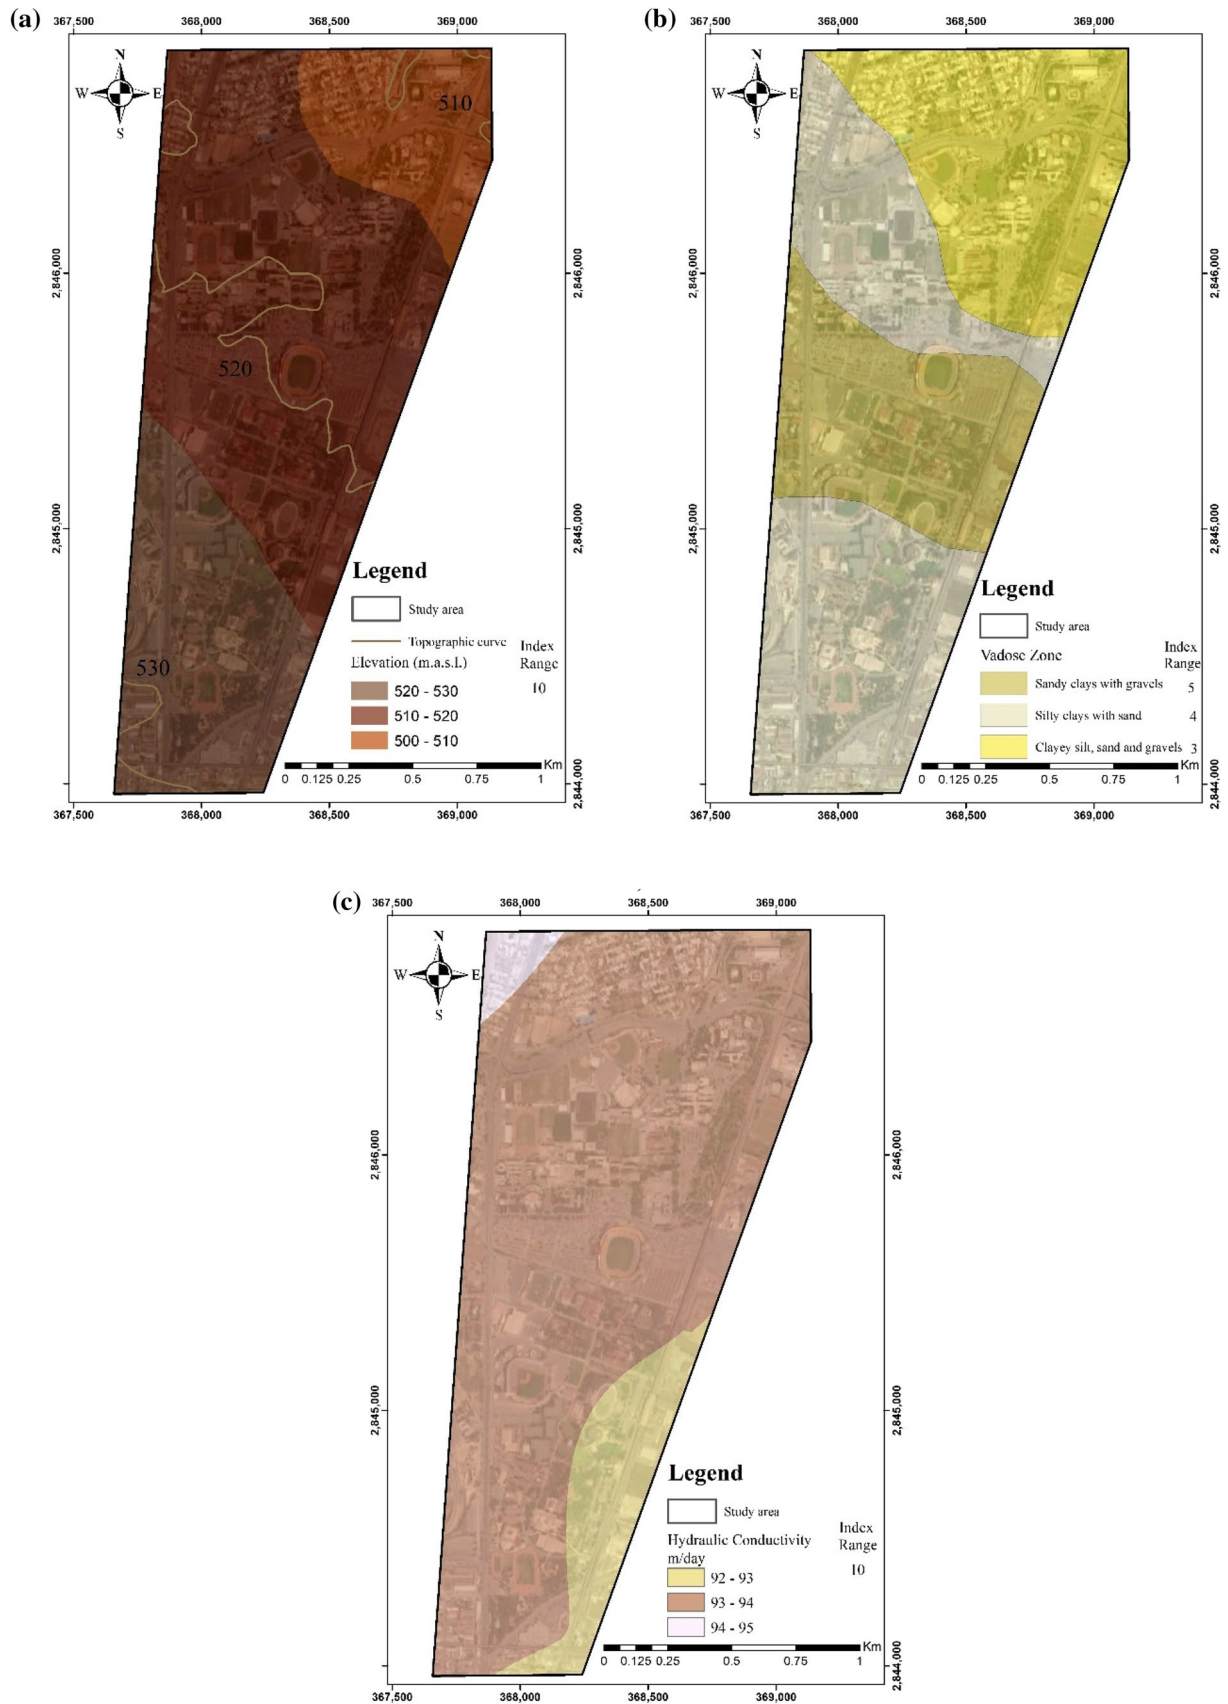 (a)
367,500 368,000 368,500 369,000
N
W E
S
510
2,846,000 2,846,000
520
2,845,000 2,845,000
530
Legend
Study area
Topographic curve
Elevation (m.a.s.l.)
Index
Range
10
520 - 530
510 - 520
500 - 510
Km
0 0.125 0.25 0.5 0.75 1
2,844,000
367,500 368,000 368,500 369,000
(b)
367,500 368,000 368,500 369,000
N
W E
S
2,846,000 2,846,000
2,845,000 2,845,000
Legend
Study area
Vadose Zone
Index
Range
Sandy clays with gravels 5
Silty clays with sand 4
Clayey silt, sand and gravels 3
Km
0 0.125 0.25 0.5 0.75 1
2,844,000
367,500 368,000 368,500 369,000
(c)
367,500 368,000 368,500 369,000
N
W E
S
2,846,000 2,846,000
2,845,000 2,845,000
Legend
Study area
Hydraulic Conductivity
m/day
Index
Range
10
92 - 93
93 - 94
94 - 95
Km
0 0.125 0.25 0.5 0.75 1
2,844,000
367,500 368,000 368,500 369,000